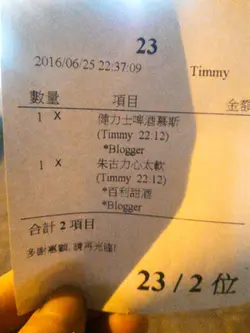 23
2016/06/25 22:37:09 Timmy
數量 項目 金額
1 X 健力士啤酒慕斯
(Timmy 22:12)
*Blogger
1 X 朱古力心太軟
(Timmy 22:12)
*百利甜酒
*Blogger
合計 2 項目
多謝惠顧, 請再光臨!
23 / 2 位